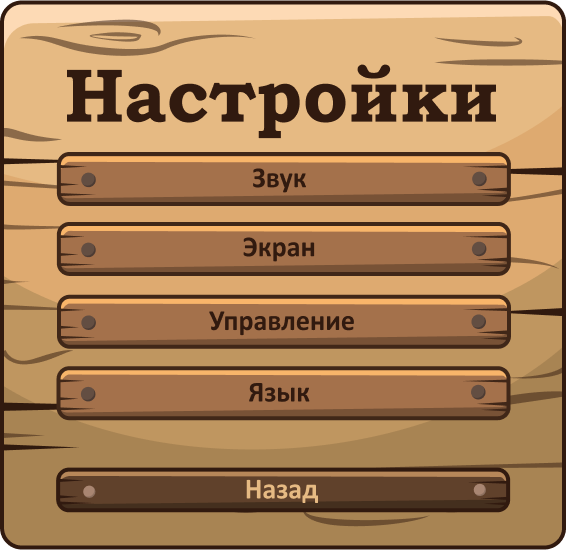 Настройки
Звук
Экран
Управление
Язык
Назад